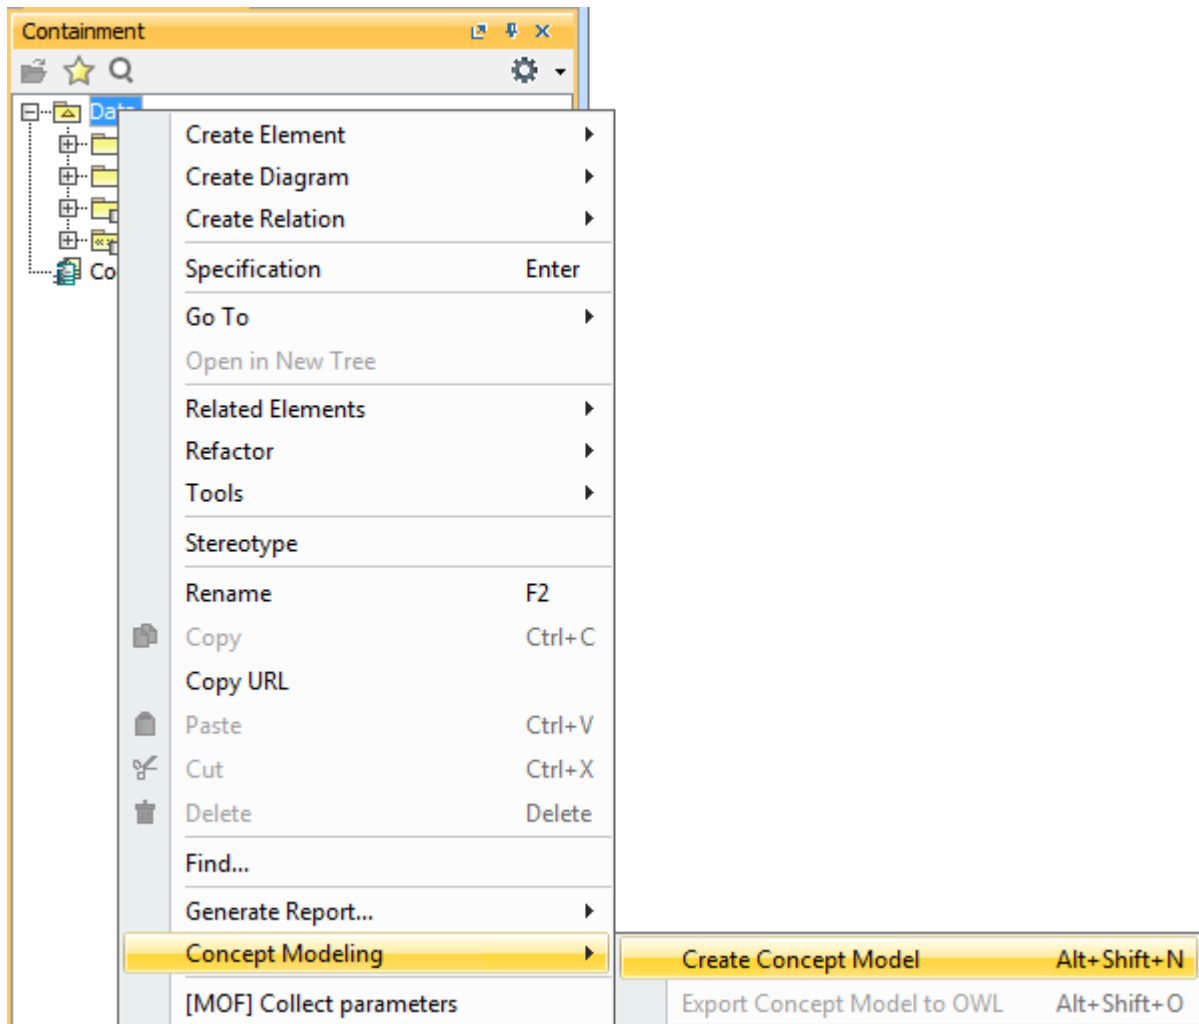 Containment
Data
Create Element
Create Diagram
Create Relation
Co
Specification Enter
Go To
Open in New Tree
Related Elements
Refactor
Tools
Stereotype
Rename F2
Copy Ctrl+C
Copy URL
Paste Ctrl+V
Cut Ctrl+X
Delete Delete
Find...
Generate Report...
Concept Modeling
Create Concept Model Alt+Shift+N
[MOF] Collect parameters
Export Concept Model to OWL Alt+Shift+O